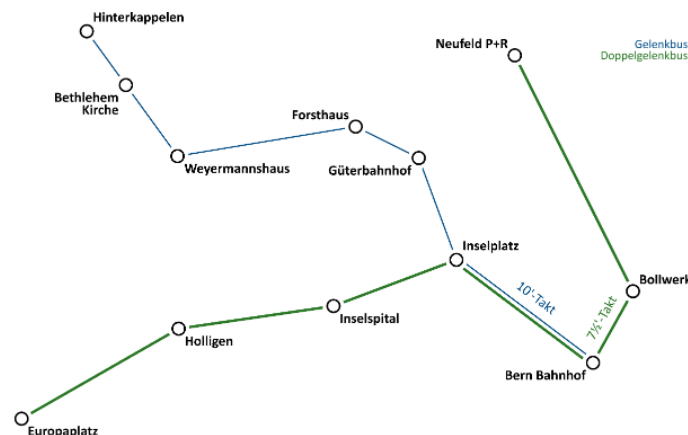 Hinterkappelen
Neufeld P+R
Gelenkbus
Doppelgelenkbus
Bethlehem
Kirche
Forsthaus
Weyermannshaus
Güterbahnhof
Inselplatz
10'-Takt
Bollwerk
7½'-Takt
Inselspital
Holligen
Bern Bahnhof
Europaplatz